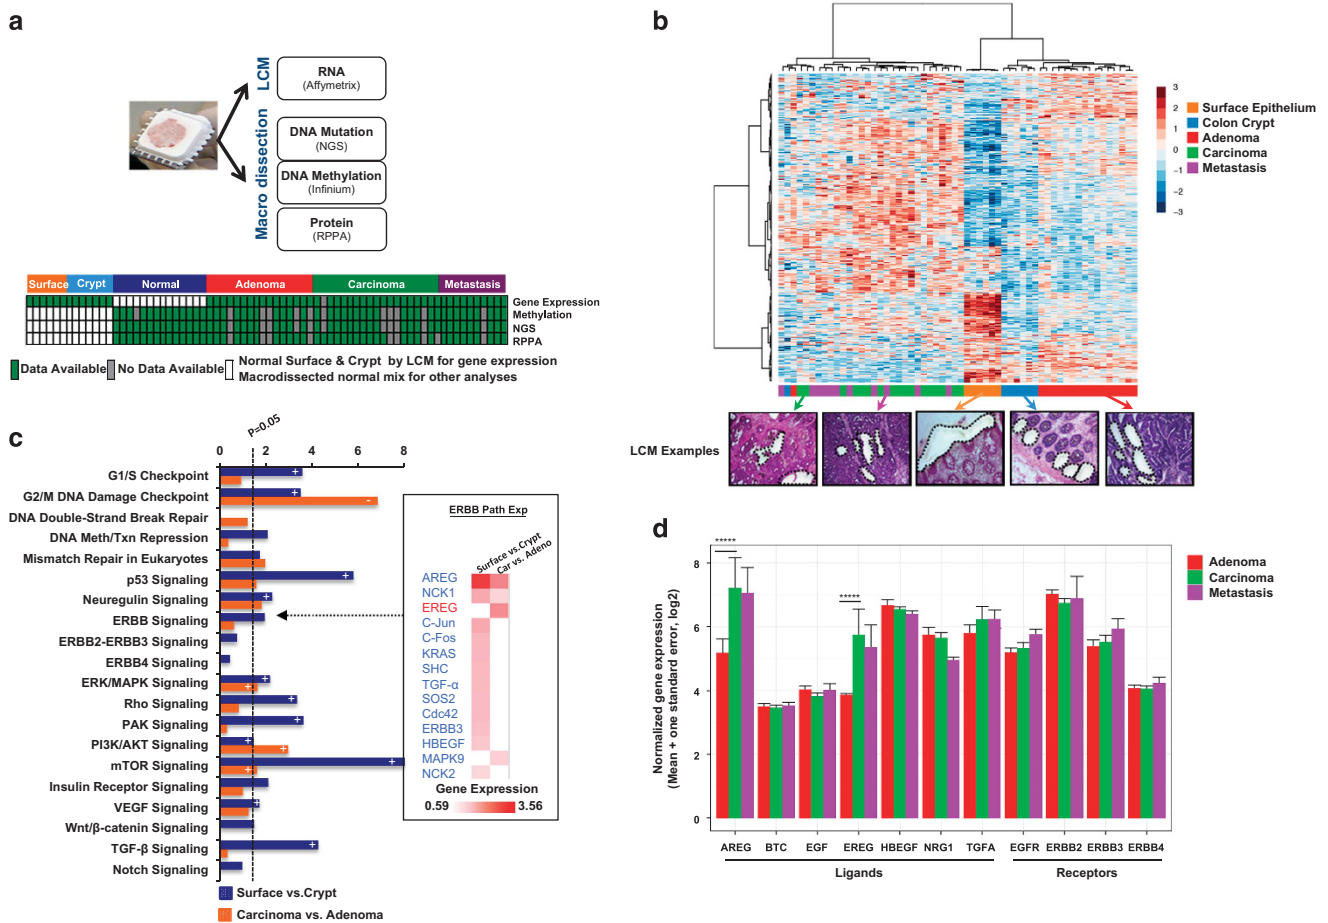 a
LCM
Macro dissection
RNA
(Affymetrix)
DNA Mutation
(NGS)
DNA Methylation
(Infinium)
Protein
(RPPA)
Surface Crypt Normal Adenoma Carcinoma Metastasis
Gene Expression
Methylation
NGS
RPPA
Data Available No Data Available
Normal Surface & Crypt by LCM for gene expression
Macrodissected normal mix for other analyses
b
3
2
1
0
−1
−2
−3
Surface Epithelium
Colon Crypt
Adenoma
Carcinoma
Metastasis
LCM Examples
c
P=0.05
0 2 4 6 8
G1/S Checkpoint +
G2/M DNA Damage Checkpoint + -
DNA Double-Strand Break Repair
DNA Meth/Txn Repression
Mismatch Repair in Eukaryotes
p53 Signaling +
Neuregulin Signaling +
ERBB Signaling
ERBB2-ERBB3 Signaling
ERBB4 Signaling
ERK/MAPK Signaling + +
Rho Signaling +
PAK Signaling +
PI3K/AKT Signaling + +
mTOR Signaling + +
Insulin Receptor Signaling
VEGF Signaling +
Wnt/β-catenin Signaling
TGF-β Signaling +
Notch Signaling
Surface vs.Crypt
Carcinoma vs. Adenoma
ERBB Path Exp
Surface vs.Crypt
Car vs. Adeno
AREG
NCK1
EREG
C-Jun
C-Fos
KRAS
SHC
TGF-α
SOS2
Cdc42
ERBB3
HBEGF
MAPK9
NCK2
Gene Expression
0.59 3.56
d
Normalized gene expression
(Mean + one standard error, log2)
8
6
4
2
0
*****
*****
Adenoma
Carcinoma
Metastasis
AREG BTC EGF EREG HBEGF NRG1 TGFA EGFR ERBB2 ERBB3 ERBB4
Ligands Receptors